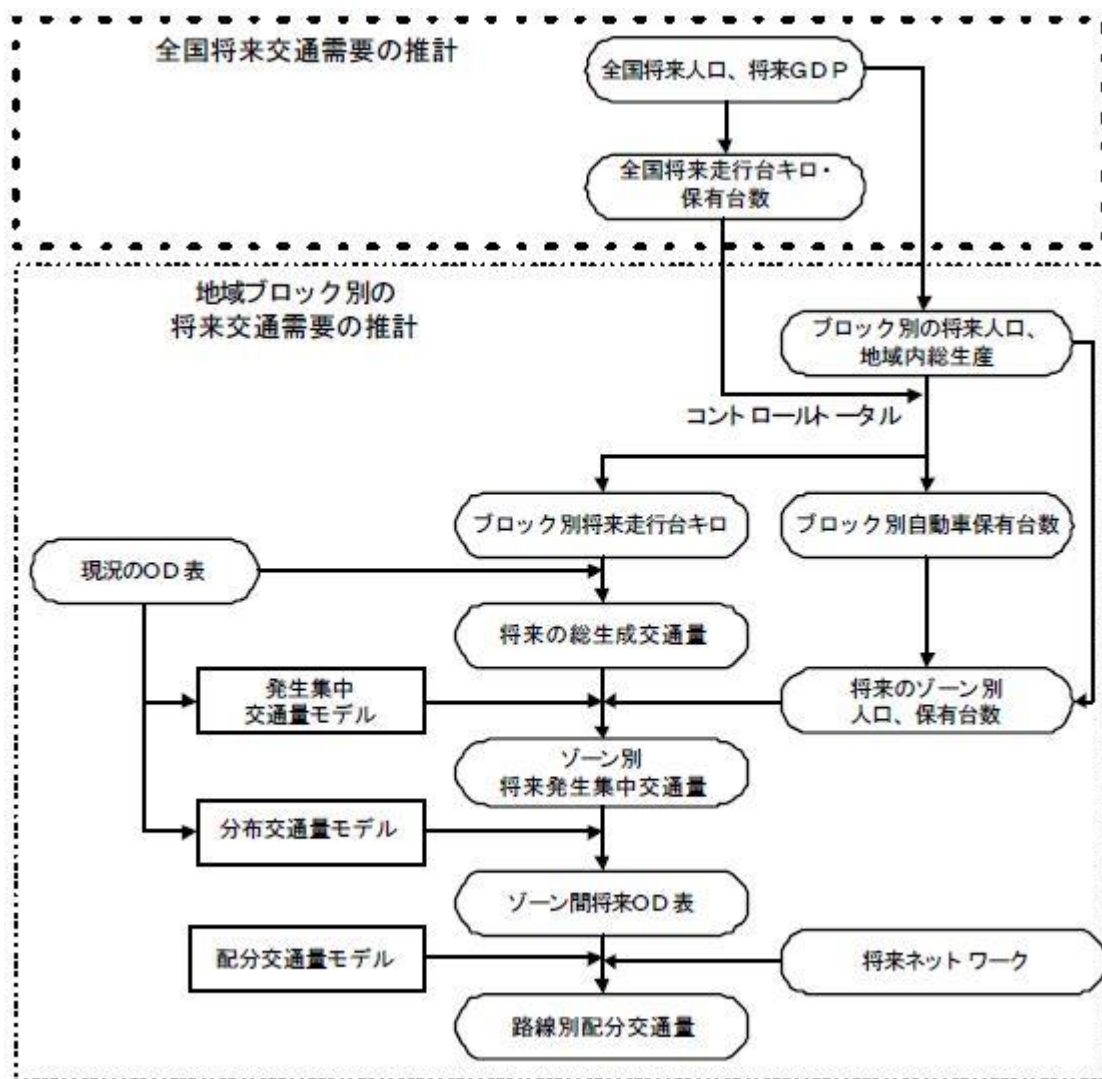 全国将来交通需要の推計
全国将来人口、将来GDP
全国将来走行台キロ・
保有台数
地域ブロック別の
将来交通需要の推計
ブロック別の将来人口、
地域内総生産
コントロールトータル
ブロック別将来走行台キロ
ブロック別自動車保有台数
現況のOD表
将来の総生成交通量
発生集中
交通量モデル
将来のゾーン別
人口、保有台数
ゾーン別
将来発生集中交通量
分布交通量モデル
ゾーン間将来OD表
配分交通量モデル
将来ネットワーク
路線別配分交通量